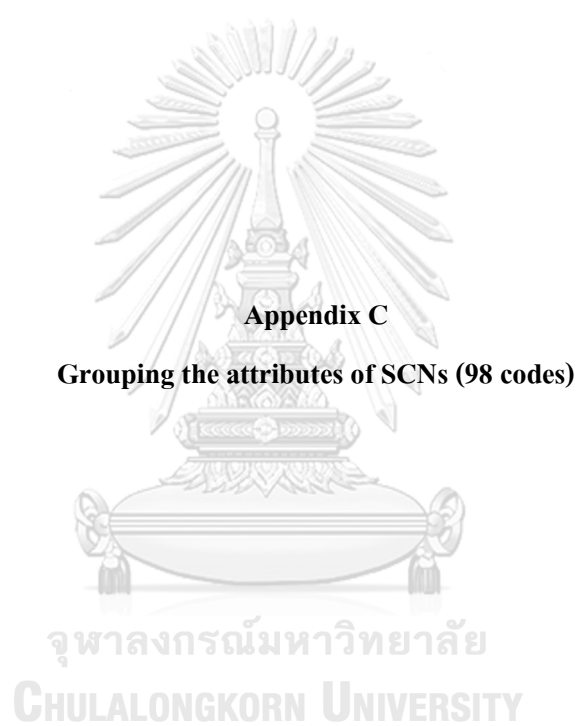 Appendix C
Grouping the attributes of SCNs (98 codes)
จุฬาลงกรณ์มหาวิทยาลัย
CHULALONGKORN UNIVERSITY